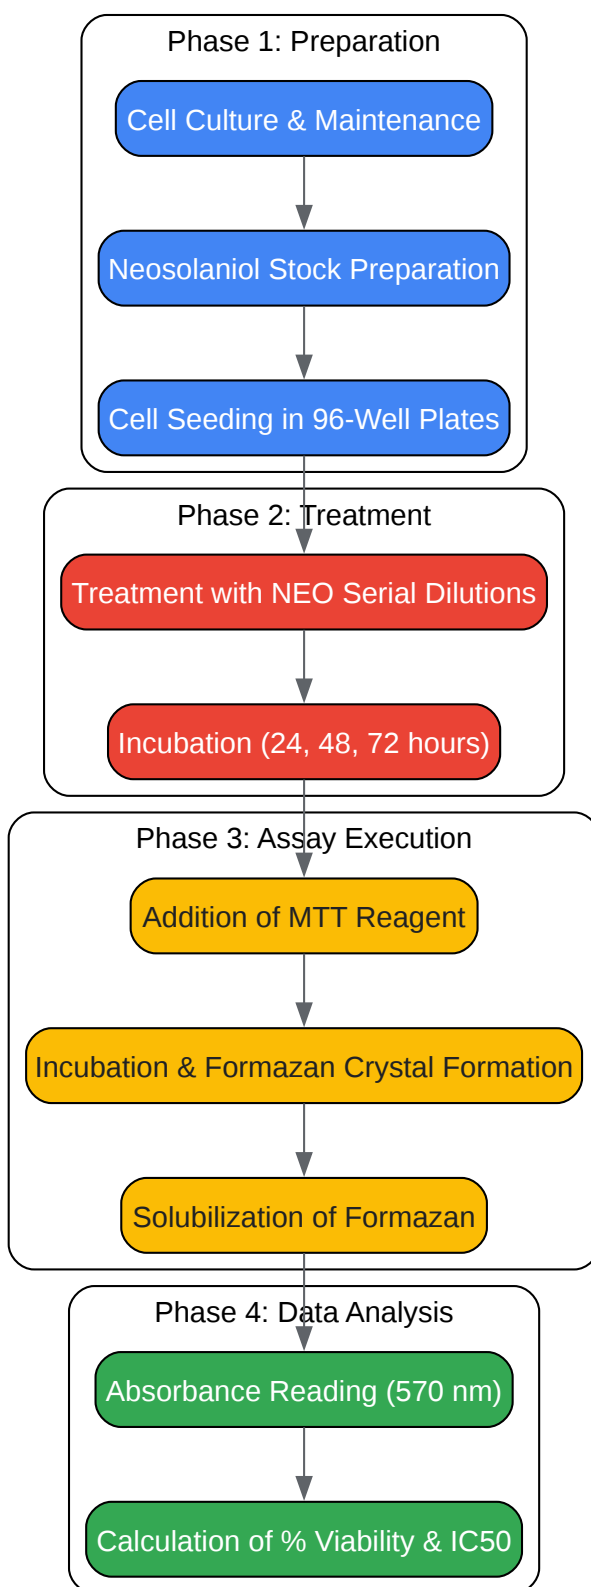 Phase 1: Preparation
Cell Culture & Maintenance
Neosolaniol Stock Preparation
Cell Seeding in 96-Well Plates
Phase 2: Treatment
Treatment with NEO Serial Dilutions
Incubation (24, 48, 72 hours)
Phase 3: Assay Execution
Addition of MTT Reagent
Incubation & Formazan Crystal Formation
Solubilization of Formazan
Phase 4: Data Analysis
Absorbance Reading (570 nm)
Calculation of % Viability & IC50